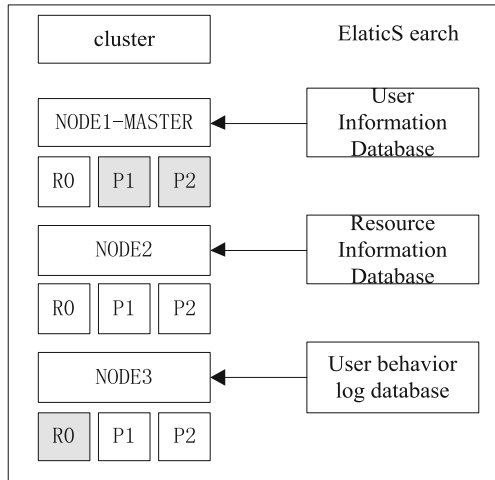 cluster
ElaticS earch
NODE1-MASTER
User
Information
Database
R0 P1 P2
NODE2
Resource
Information
Database
R0 P1 P2
NODE3
User behavior
log database
R0 P1 P2